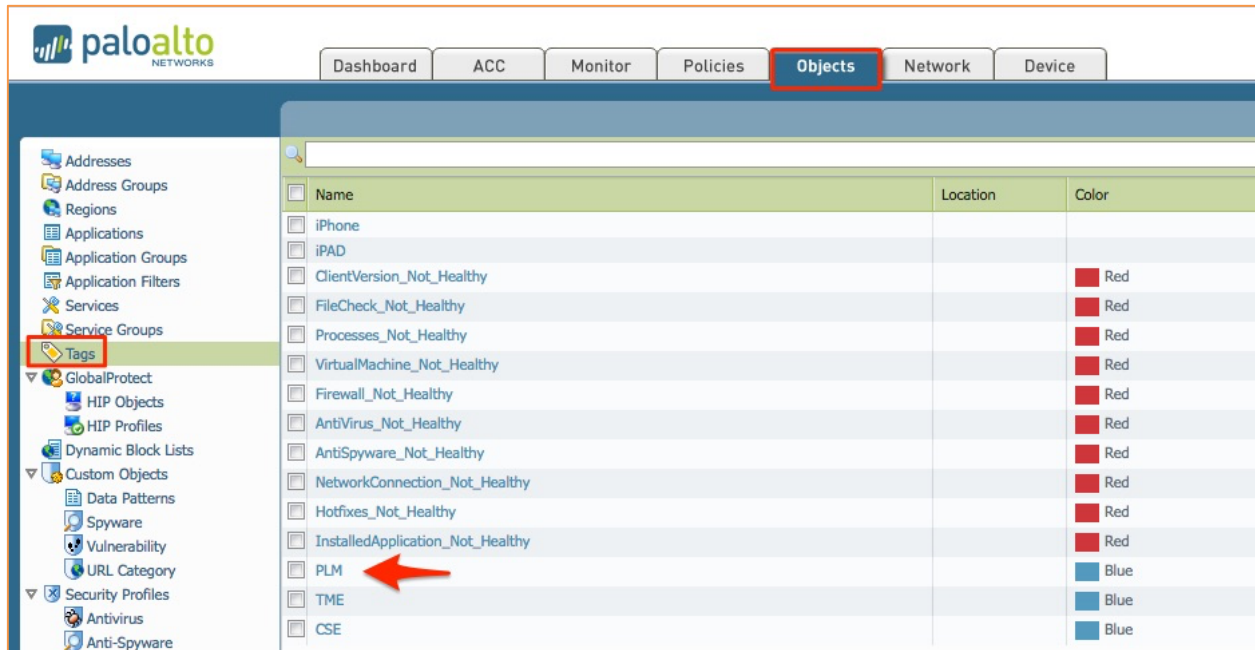 paloalto
NETWORKS
Dashboard ACC Monitor Policies Objects Network Device
Addresses
Address Groups
Regions
Applications
Application Groups
Application Filters
Services
Service Groups
Tags
GlobalProtect
HIP Objects
HIP Profiles
Dynamic Block Lists
Custom Objects
Data Patterns
Spyware
Vulnerability
URL Category
Security Profiles
Antivirus
Anti-Spyware
Name Location Color
iPhone
iPAD
ClientVersion_Not_Healthy Red
FileCheck_Not_Healthy Red
Processes_Not_Healthy Red
VirtualMachine_Not_Healthy Red
Firewall_Not_Healthy Red
AntiVirus_Not_Healthy Red
AntiSpyware_Not_Healthy Red
NetworkConnection_Not_Healthy Red
Hotfixes_Not_Healthy Red
InstalledApplication_Not_Healthy Red
PLM Blue
TME Blue
CSE Blue